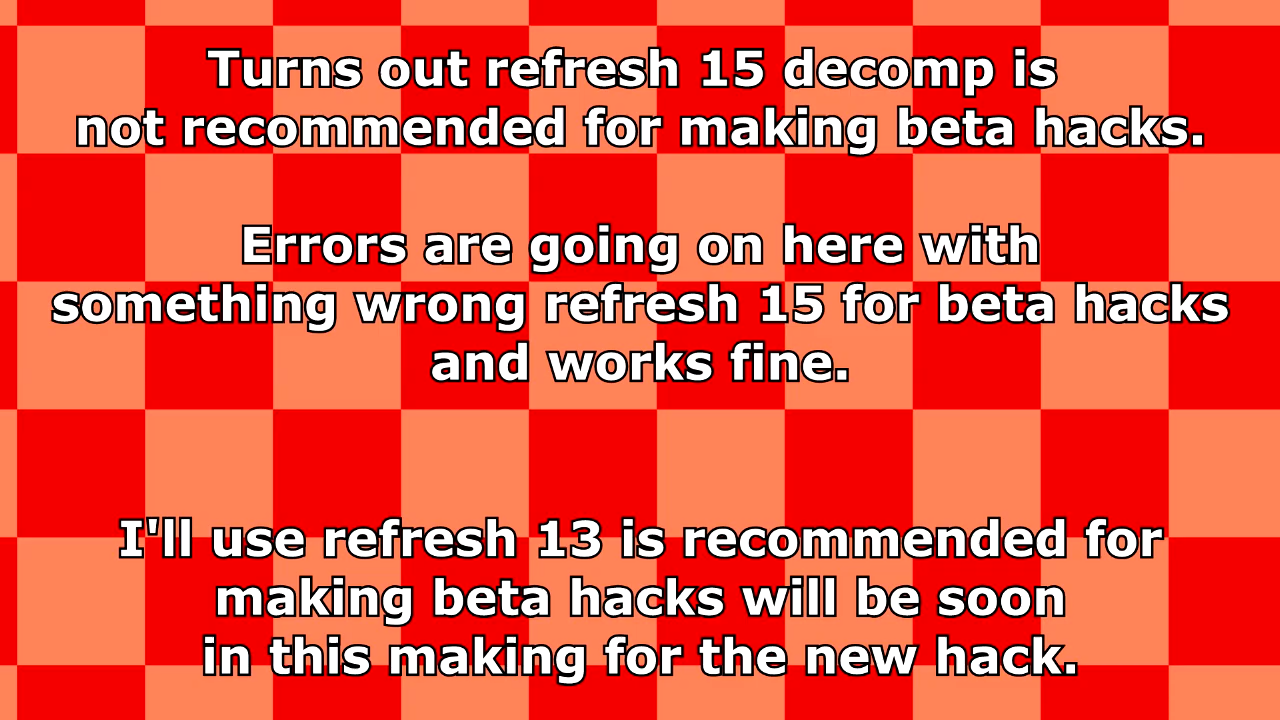 Turns out refresh 15 decomp is
not recommended for making beta hacks.
Errors are going on here with
something wrong refresh 15 for beta hacks
and works fine.
I'll use refresh 13 is recommended for
making beta hacks will be soon
in this making for the new hack.